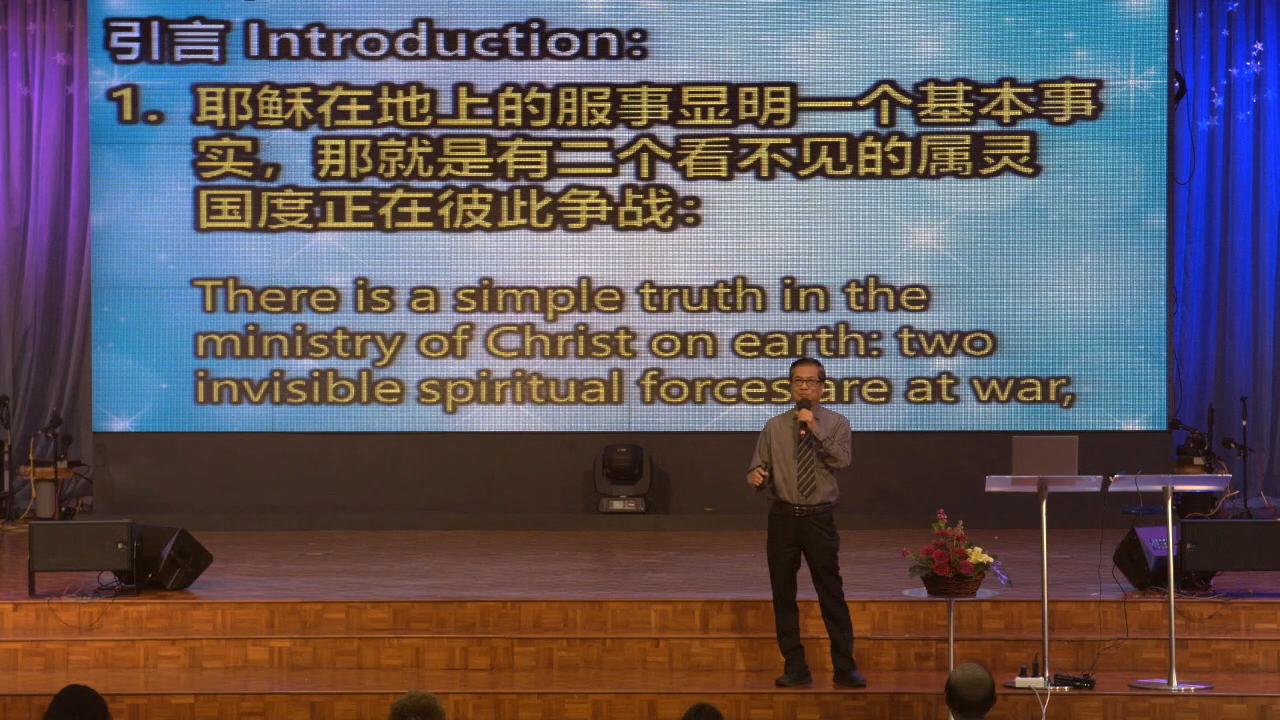 引言 Introduction:
1. 耶稣在地上的服事显明一个基本事
实，那就是有二个看不见的属灵
国度正在彼此争战：
There is a simple truth in the
ministry of Christ on earth: two
invisible spiritual forces are at war,